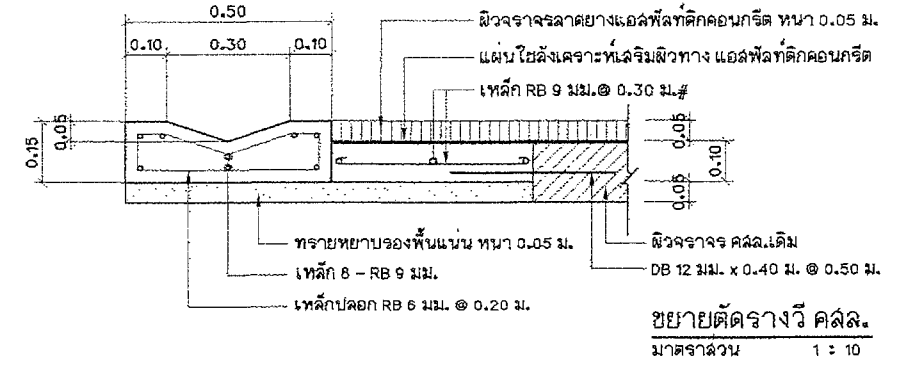 0.50
0.10 0.30 0.10
ผิวจราจรลาดยางแอสฟัลท์ติกคอนกรีต หนา 0.05 ม.
แผ่นใยสังเคราะห์เสริมผิวทาง แอสฟัลท์ติกคอนกรีต
เหล็ก RB 9 มม.@ 0.30 ม.#
0.15
0.05
0.05
0.10
0.05
ทรายหยาบรองพื้นแน่น หนา 0.05 ม.
เหล็ก 8 - RB 9 มม.
เหล็กปลอก RB 6 มม. @ 0.20 ม.
ผิวจราจร คสล.เดิม
DB 12 มม. x 0.40 ม. @ 0.50 ม.
ขยายตัดรางวี คสล.
มาตราส่วน 1 : 10